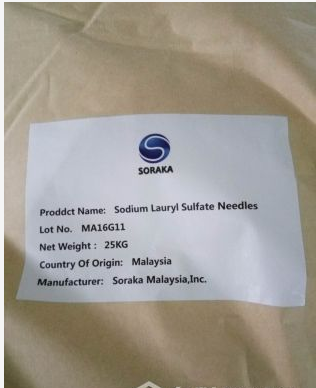 SORAKA
Proddct Name: Sodium Lauryl Sulfate Needles
Lot No. MA16G11
Net Weight : 25KG
Country Of Origin: Malaysia
Manufacturer: Soraka Malaysia,Inc.